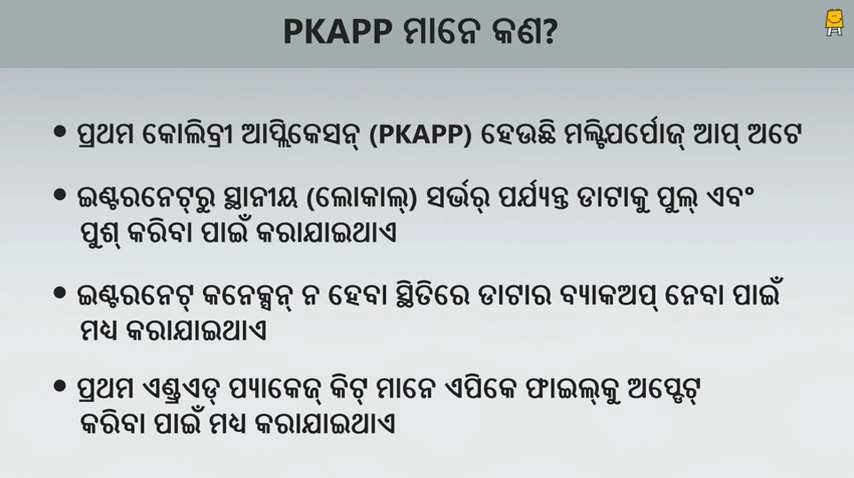 PKAPP ମାନେ କଣ?
• ପ୍ରଥମ କୋଲିବ୍ରୀ ଆପ୍ଲିକେସନ୍ (PKAPP) ହେଉଛି ମଲ୍ଟିପର୍ପୋଜ୍ ଆପ୍ ଅଟେ
• ଇଣ୍ଟରନେଟ୍‌ରୁ ସ୍ଥାନୀୟ (ଲୋକାଲ୍) ସର୍ଭର୍ ପର୍ଯ୍ୟନ୍ତ ଡାଟାକୁ ପୁଲ୍ ଏବଂ
ପୁଶ୍ କରିବା ପାଇଁ କରାଯାଇଥାଏ
• ଇଣ୍ଟରନେଟ୍ କନେକ୍ସନ୍ ନ ହେବା ସ୍ଥିତିରେ ଡାଟାର ବ୍ୟାକଅପ୍ ନେବା ପାଇଁ
ମଧ୍ୟ କରାଯାଇଥାଏ
• ପ୍ରଥମ ଏଣ୍ଡ୍ରଏଡ୍ ପ୍ୟାକେଜ୍ କିଟ୍ ମାନେ ଏପିକେ ଫାଇଲ୍‌କୁ ଅପ୍ଡେଟ୍
କରିବା ପାଇଁ ମଧ୍ୟ କରାଯାଇଥାଏ